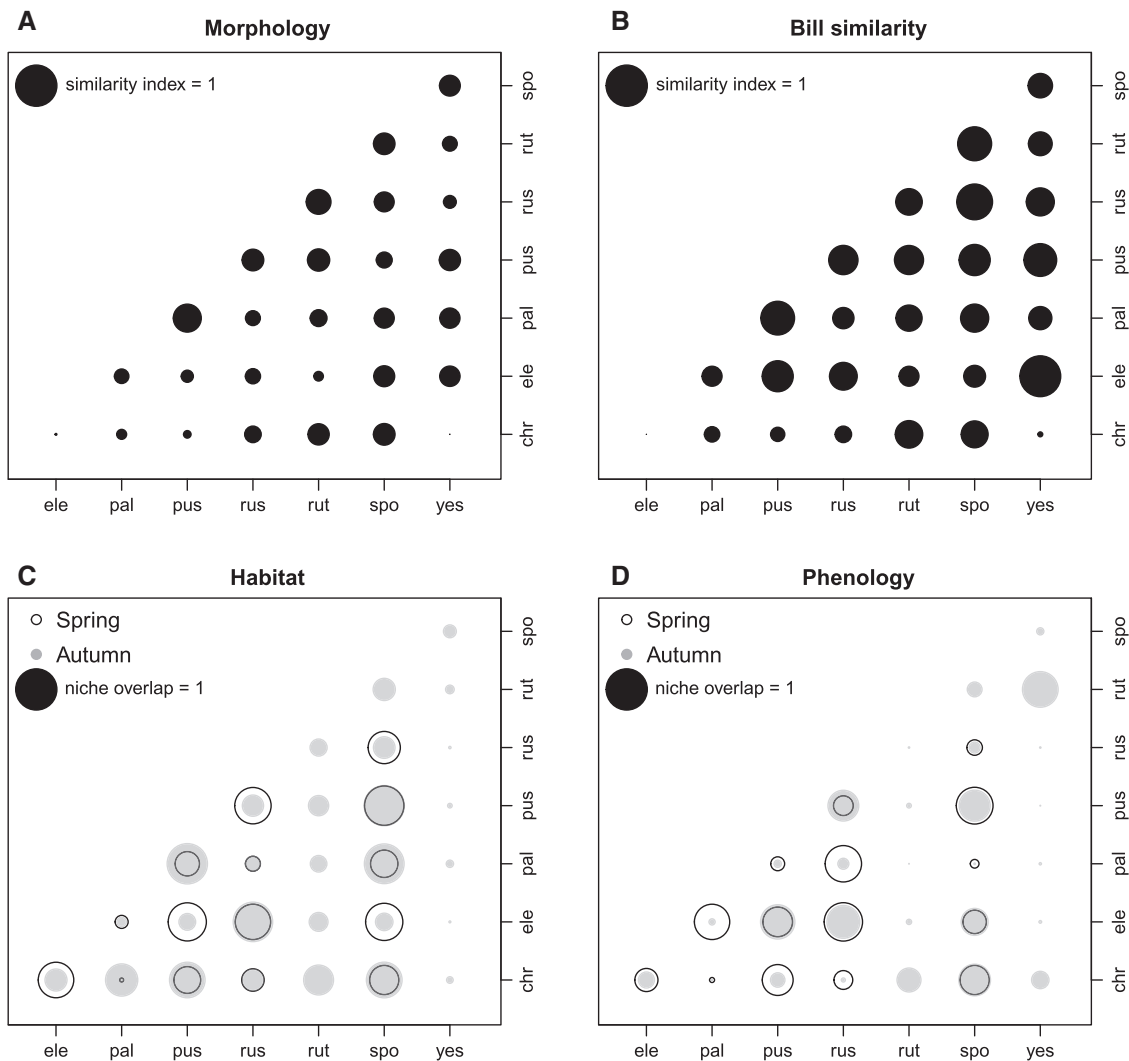 A
Morphology
similarity index = 1
spo
rut
rus
pus
pal
ele
chr
ele pal pus rus rut spo yes
B
Bill similarity
similarity index = 1
spo
rut
rus
pus
pal
ele
chr
ele pal pus rus rut spo yes
C
Habitat
Spring
Autumn
niche overlap = 1
spo
rut
rus
pus
pal
ele
chr
ele pal pus rus rut spo yes
D
Phenology
Spring
Autumn
niche overlap = 1
spo
rut
rus
pus
pal
ele
chr
ele pal pus rus rut spo yes